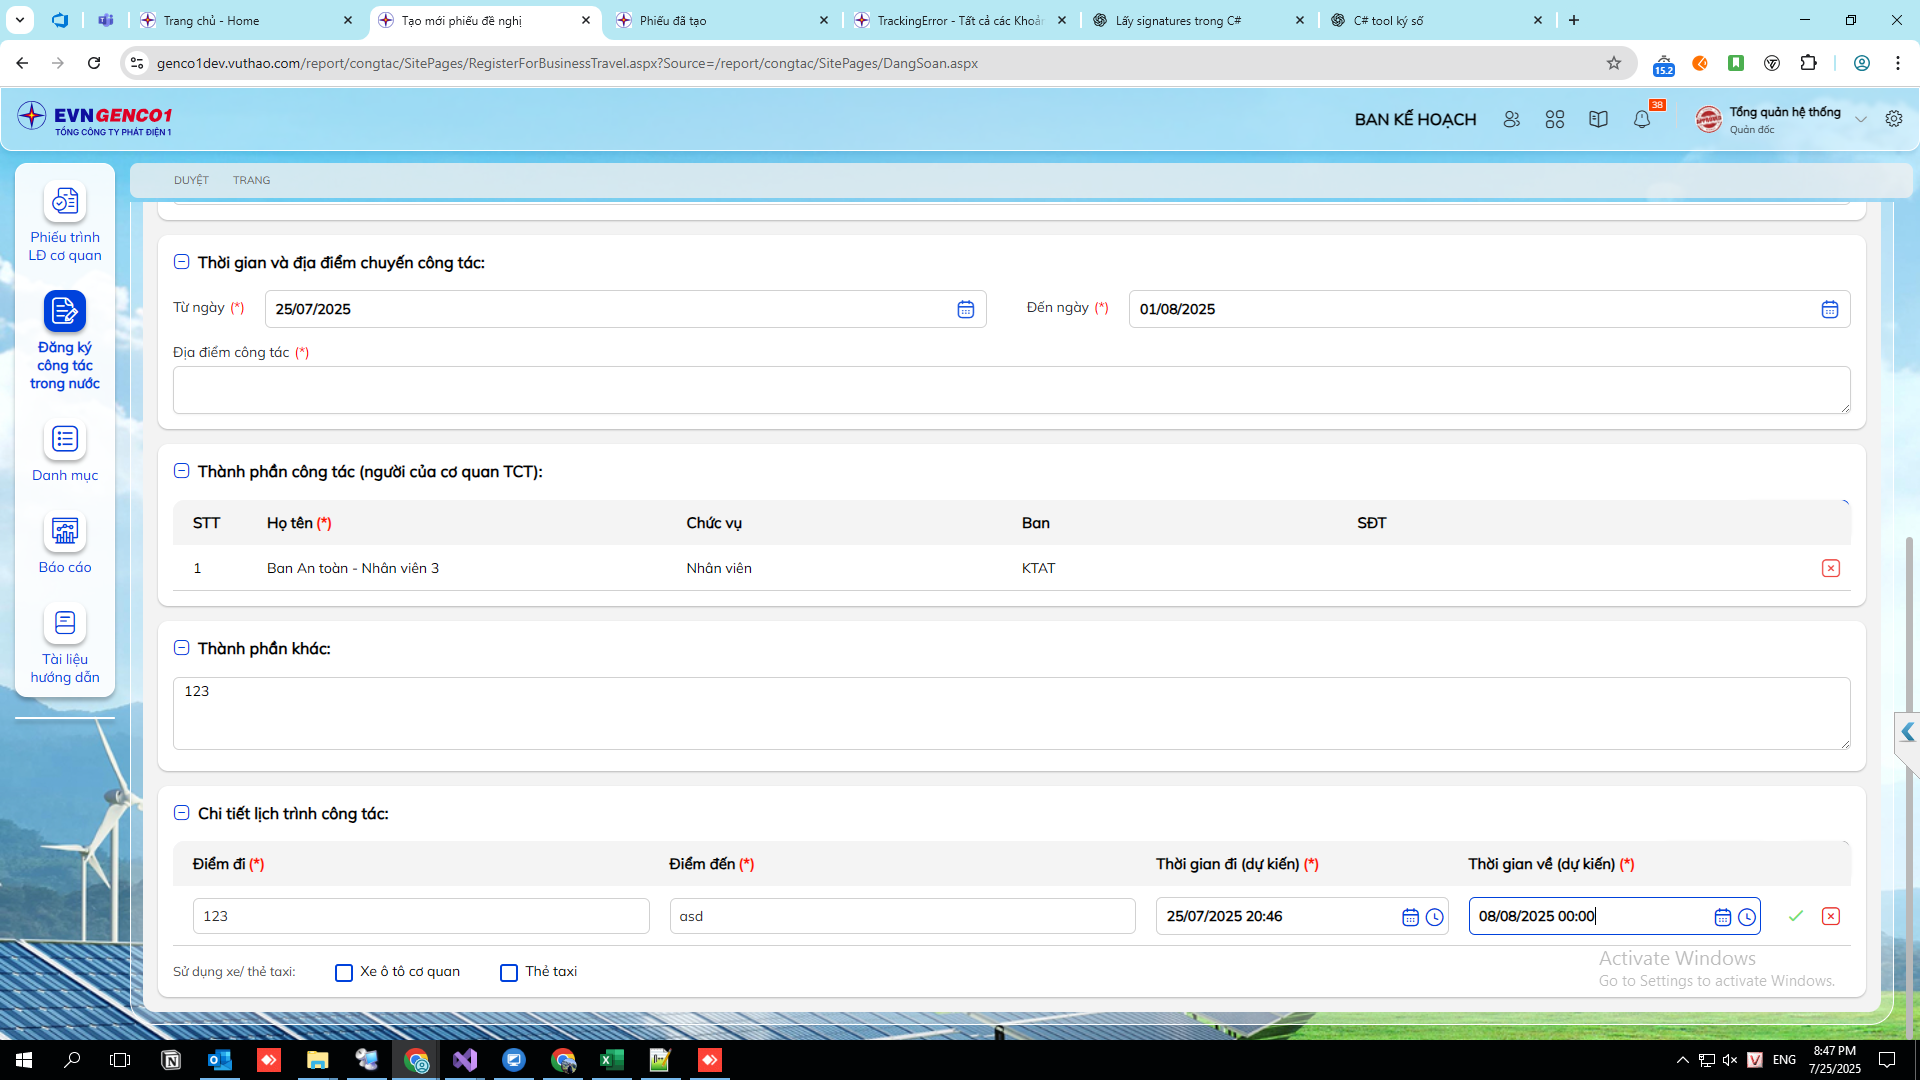 Trang chủ - Home
Tạo mới phiếu đề nghị
Phiếu đã tạo
TrackingError - Tất cả các Khoản
Lấy signatures trong C#
C# tool ký số
genco1dev.vuthao.com/report/congtac/SitePages/RegisterForBusinessTravel.aspx?Source=/report/congtac/SitePages/DangSoan.aspx
15.2
EVNGENCO1
TỔNG CÔNG TY PHÁT ĐIỆN 1
BAN KẾ HOẠCH
38
Tổng quản hệ thống
Quản đốc
DUYỆT
TRANG
Phiếu trình
LĐ cơ quan
Đăng ký
công tác
trong nước
Danh mục
Báo cáo
Tài liệu
hướng dẫn
Thời gian và địa điểm chuyến công tác:
Từ ngày (*)
25/07/2025
Đến ngày (*)
01/08/2025
Địa điểm công tác (*)
Thành phần công tác (người của cơ quan TCT):
STT
Họ tên (*)
Chức vụ
Ban
SĐT
1
Ban An toàn - Nhân viên 3
Nhân viên
KTAT
Thành phần khác:
123
Chi tiết lịch trình công tác:
Điểm đi (*)
Điểm đến (*)
Thời gian đi (dự kiến) (*)
Thời gian về (dự kiến) (*)
123
asd
25/07/2025 20:46
08/08/2025 00:00
Sử dụng xe/ thẻ taxi:
Xe ô tô cơ quan
Thẻ taxi
Activate Windows
Go to Settings to activate Windows.
ENG
8:47 PM
7/25/2025